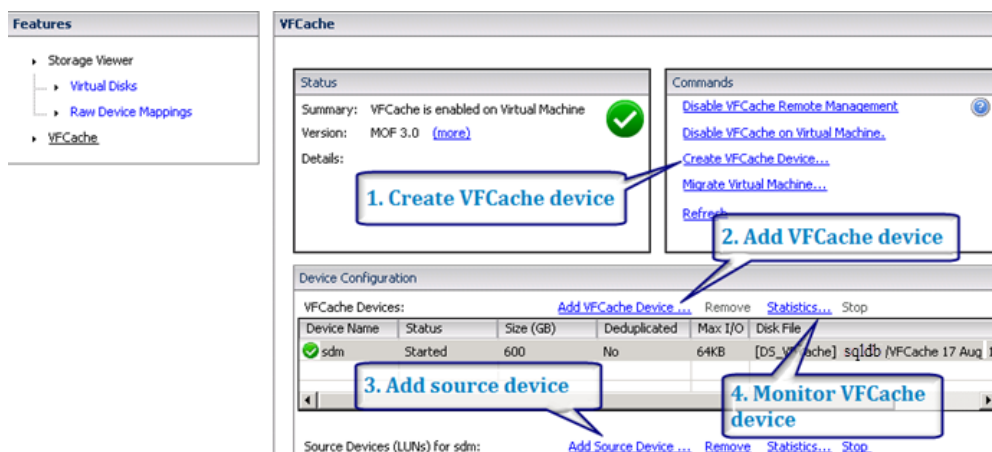 Features
Storage Viewer
Virtual Disks
Raw Device Mappings
VFCache
VFCache
Status
Summary: VFCache is enabled on Virtual Machine
Version: MOF 3.0 (more)
Details:
Commands
Disable VFCache Remote Management
Disable VFCache on Virtual Machine.
Create VFCache Device...
Migrate Virtual Machine...
Refresh
1. Create VFCache device
2. Add VFCache device
Device Configuration
VFCache Devices: Add VFCache Device ... Remove Statistics... Stop
Device Name Status Size (GB) Deduplicated Max I/O Disk File
sdm Started 600 No 64KB [DS_VFCache] sqldb /VFCache 17 Aug
3. Add source device
4. Monitor VFCache
device
Source Devices (LUNs) for sdm: Add Source Device ... Remove Statistics... Stop